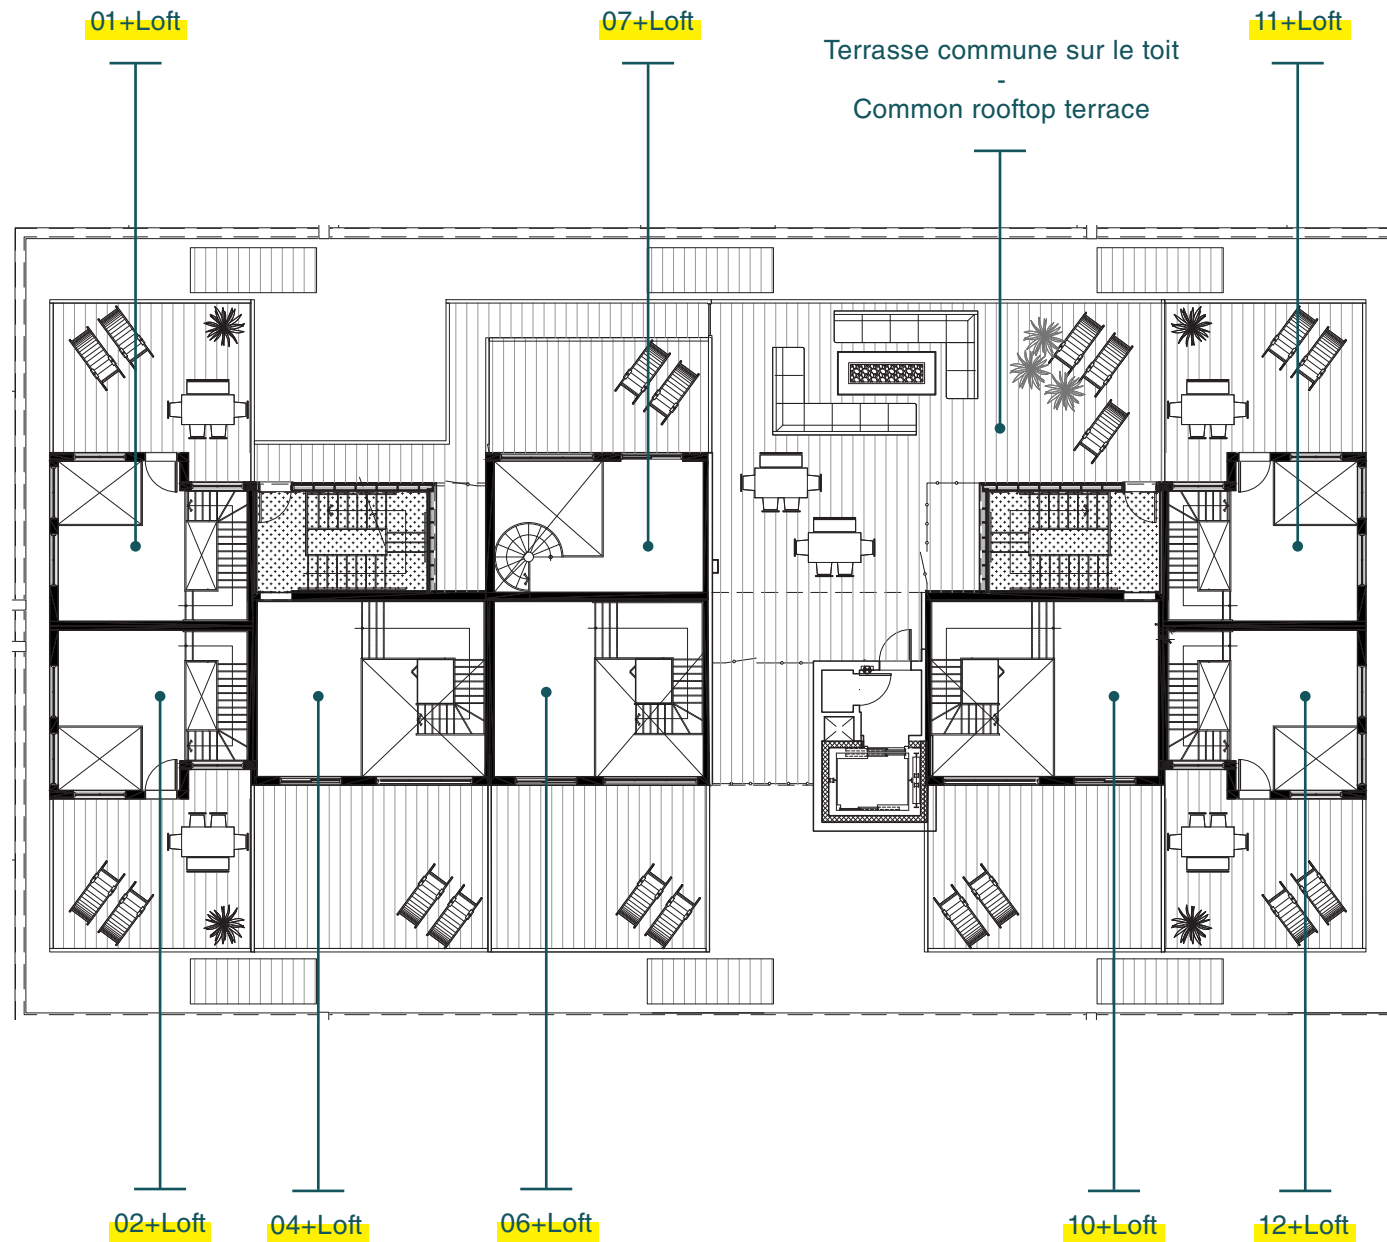 01+Loft
07+Loft
11+Loft
Terrasse commune sur le toit
-
Common rooftop terrace
02+Loft
04+Loft
06+Loft
10+Loft
12+Loft